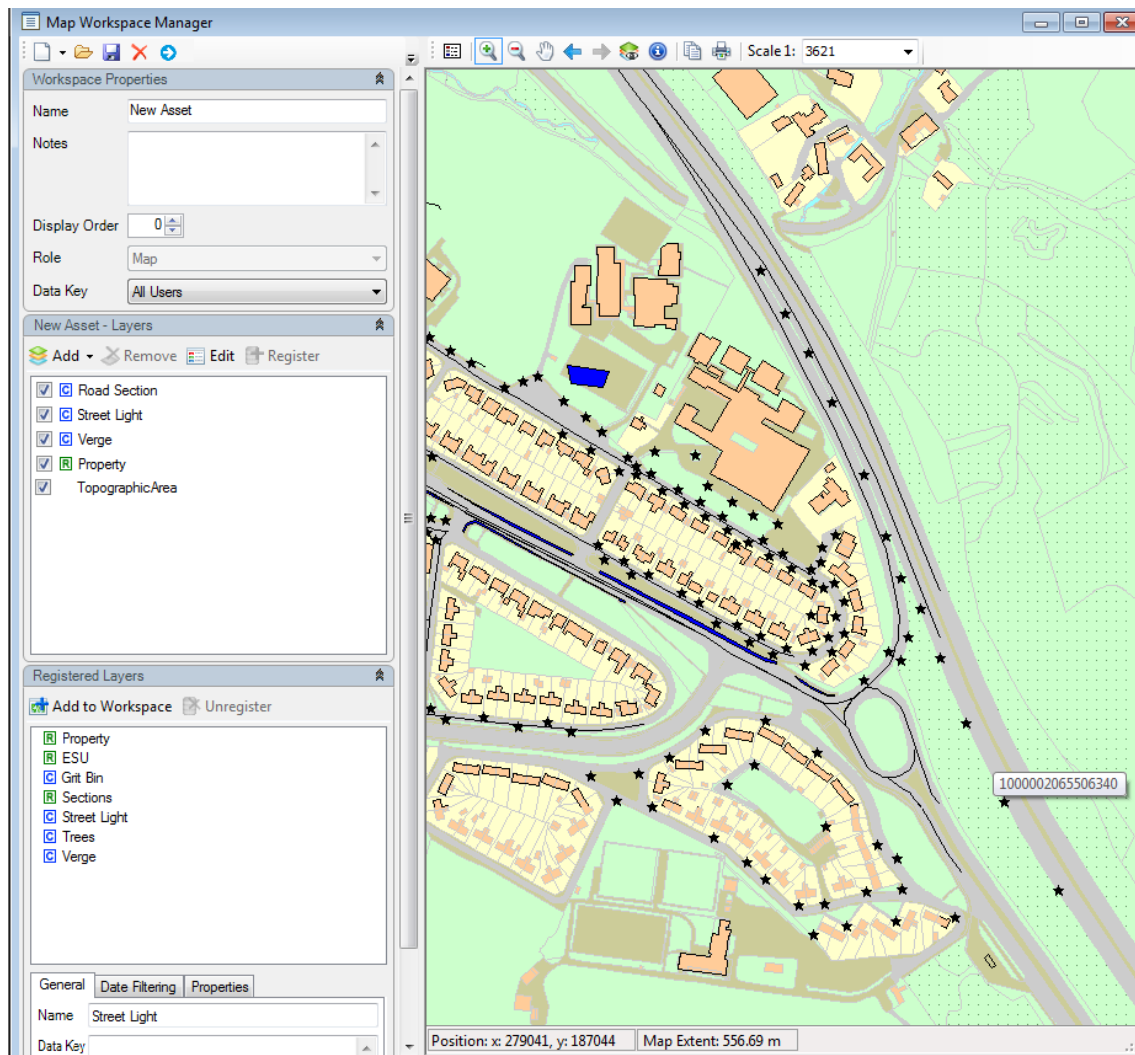 Map Workspace Manager
Scale 1: 3621
Workspace Properties
Name New Asset
Notes
Display Order 0
Role Map
Data Key All Users
New Asset - Layers
Add Remove Edit Register
C Road Section
C Street Light
C Verge
R Property
TopographicArea
Registered Layers
Add to Workspace Unregister
R Property
R ESU
C Grit Bin
R Sections
C Street Light
C Trees
C Verge
General Date Filtering Properties
Name Street Light
Data Key
1000002065506340
Position: x: 279041, y: 187044 Map Extent: 556.69 m